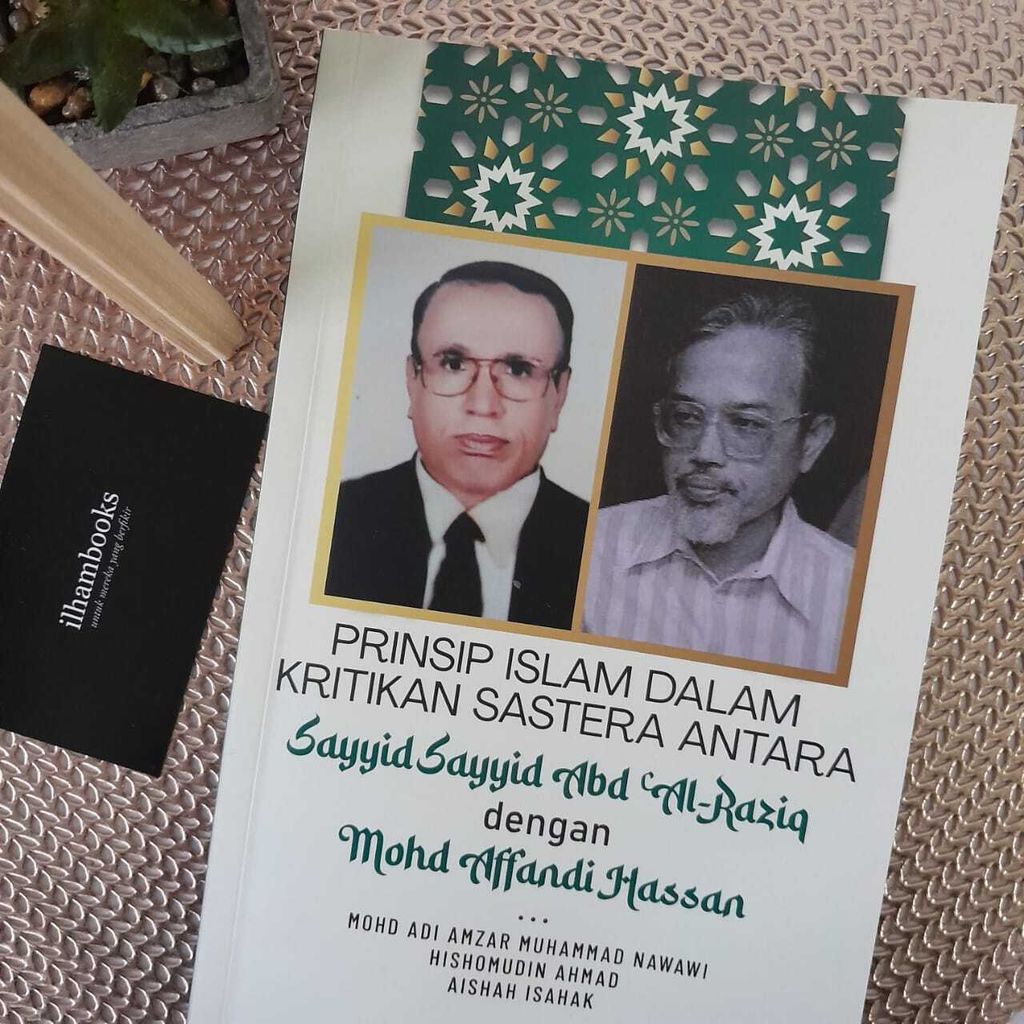 PRINSIP ISLAM DALAM
KRITIKAN SASTERA ANTARA
Sayyid Sayyid Abd ‘Al-Raziq
dengan
Mohd Affandi Hassan
...
MOHD ADI AMZAR MUHAMMAD NAWAWI
HISHOMUDIN AHMAD
AISHAH ISAHAK
ilhambooks
untuk mereka yang berfikir